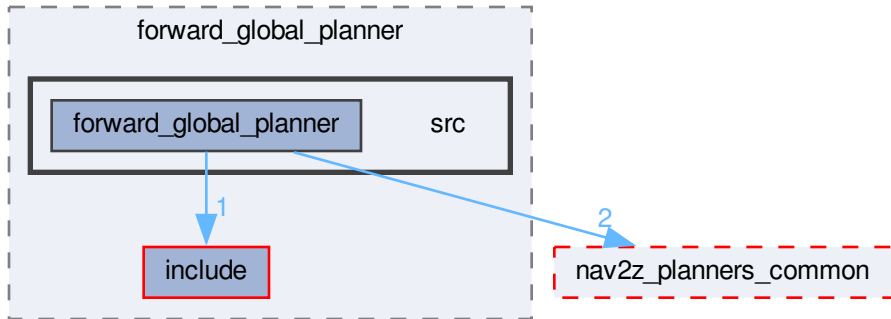 forward_global_planner
forward_global_planner
src
1
2
include
nav2z_planners_common